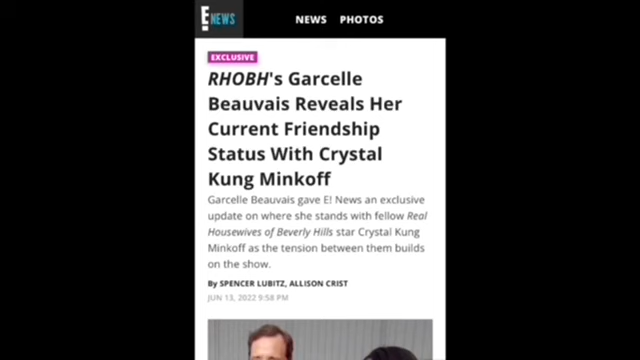 E! NEWS
NEWS PHOTOS
EXCLUSIVE
RHOBH's Garcelle
Beauvais Reveals Her
Current Friendship
Status With Crystal
Kung Minkoff
Garcelle Beauvais gave E! News an exclusive
update on where she stands with fellow Real
Housewives of Beverly Hills star Crystal Kung
Minkoff as the tension between them builds
on the show.
By SPENCER LUBITZ, ALLISON CRIST
JUN 13, 2022 9:58 PM